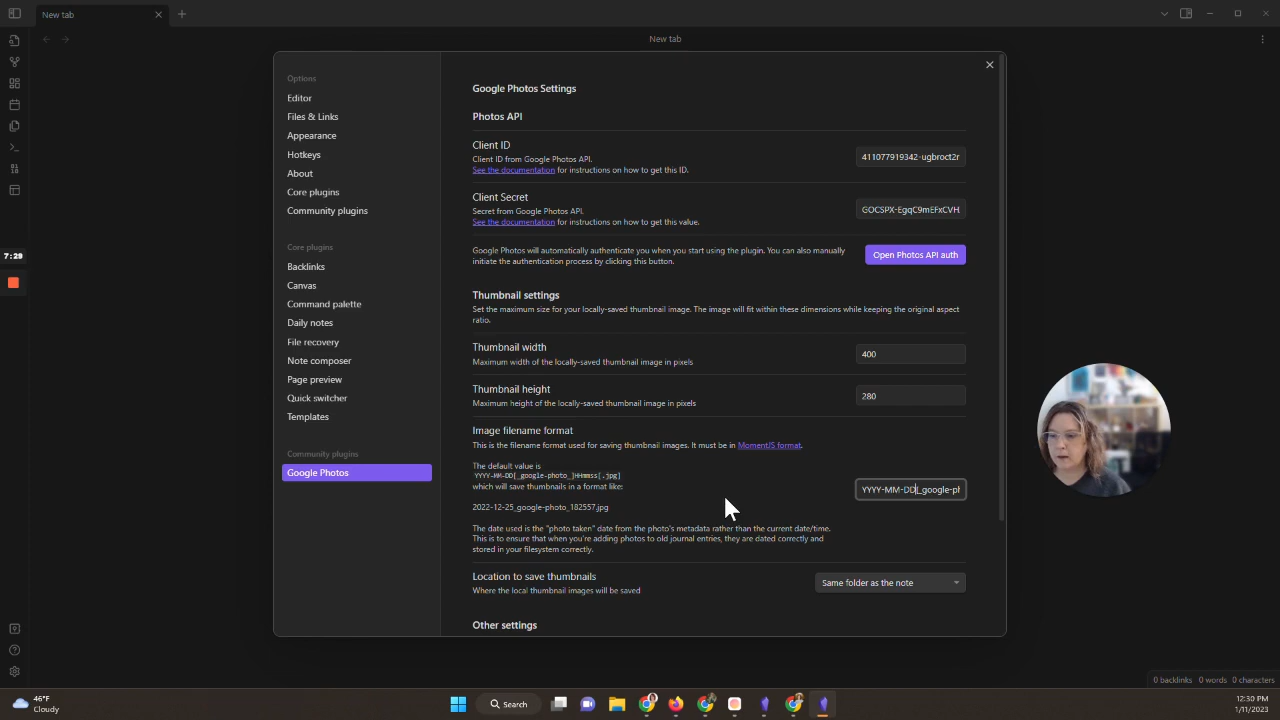 New tab
New tab
Options
Editor
Files & Links
Appearance
Hotkeys
About
Core plugins
Community plugins
Core plugins
Backlinks
Canvas
Command palette
Daily notes
File recovery
Note composer
Page preview
Quick switcher
Templates
Community plugins
Google Photos
7:29
Google Photos Settings
Photos API
Client ID
Client ID from Google Photos API.
See the documentation for instructions on how to get this ID.
411077919342-ugbroct2r
Client Secret
Secret from Google Photos API.
See the documentation for instructions on how to get this value.
GOCSPX-EgqC9mEFxCVH
Google Photos will automatically authenticate you when you start using the plugin. You can also manually
initiate the authentication process by clicking this button.
Open Photos API auth
Thumbnail settings
Set the maximum size for your locally-saved thumbnail image. The image will fit within these dimensions while keeping the original aspect
ratio.
Thumbnail width
Maximum width of the locally-saved thumbnail image in pixels
400
Thumbnail height
Maximum height of the locally-saved thumbnail image in pixels
280
Image filename format
This is the filename format used for saving thumbnail images. It must be in MomentJS format.
The default value is
YYYY-MM-DD[_google-photo_]HHmmss[.jpg]
which will save thumbnails in a format like:
2022-12-25_google-photo_182557.jpg
YYYY-MM-DD[_google-pl
The date used is the "photo taken" date from the photo's metadata rather than the current date/time.
This is to ensure that when you're adding photos to old journal entries, they are dated correctly and
stored in your filesystem correctly.
Location to save thumbnails
Where the local thumbnail images will be saved
Same folder as the note
Other settings
0 backlinks 0 words 0 characters
46°F
Cloudy
Search
12:30 PM
1/11/2023